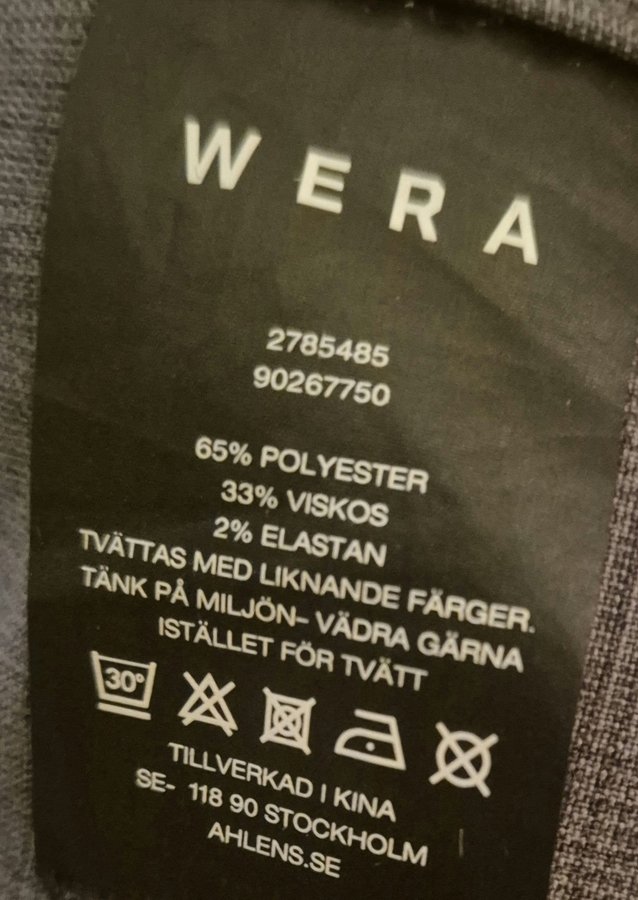 WERA
2785485
90267750
65% POLYESTER
33% VISKOS
2% ELASTAN
TVÄTTAS MED LIKNANDE FÄRGER.
TÄNK PÅ MILJÖN- VÄDRA GÄRNA
ISTÄLLET FÖR TVÄTT
30°
TILLVERKAD I KINA
SE- 118 90 STOCKHOLM
AHLENS.SE